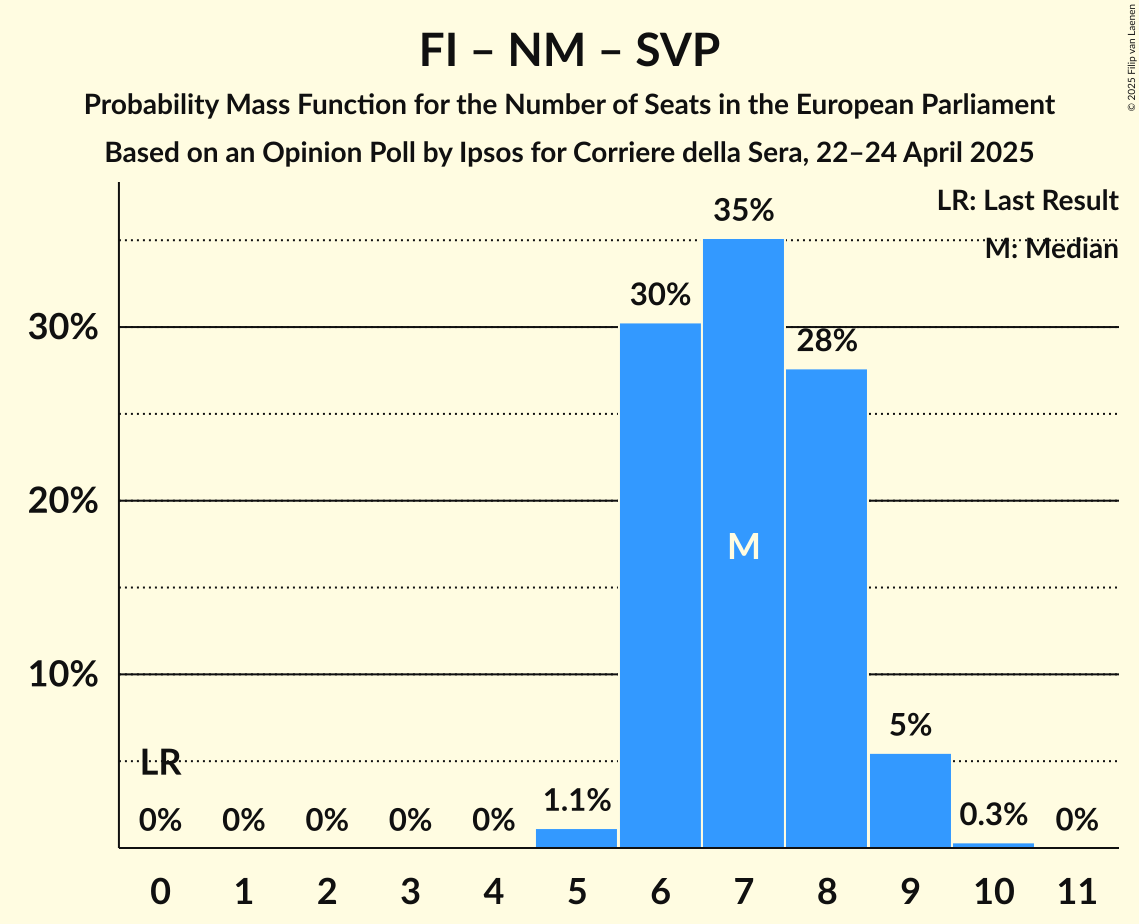 FI – NM – SVP
Probability Mass Function for the Number of Seats in the European Parliament
Based on an Opinion Poll by Ipsos for Corriere della Sera, 22–24 April 2025
© 2025 Filip van Laenen
LR: Last Result
M: Median
35%
30%
28%
30%
20%
M
10%
5%
LR
1.1%
0.3%
0% 0% 0% 0% 0% 0%
0 1 2 3 4 5 6 7 8 9 10 11